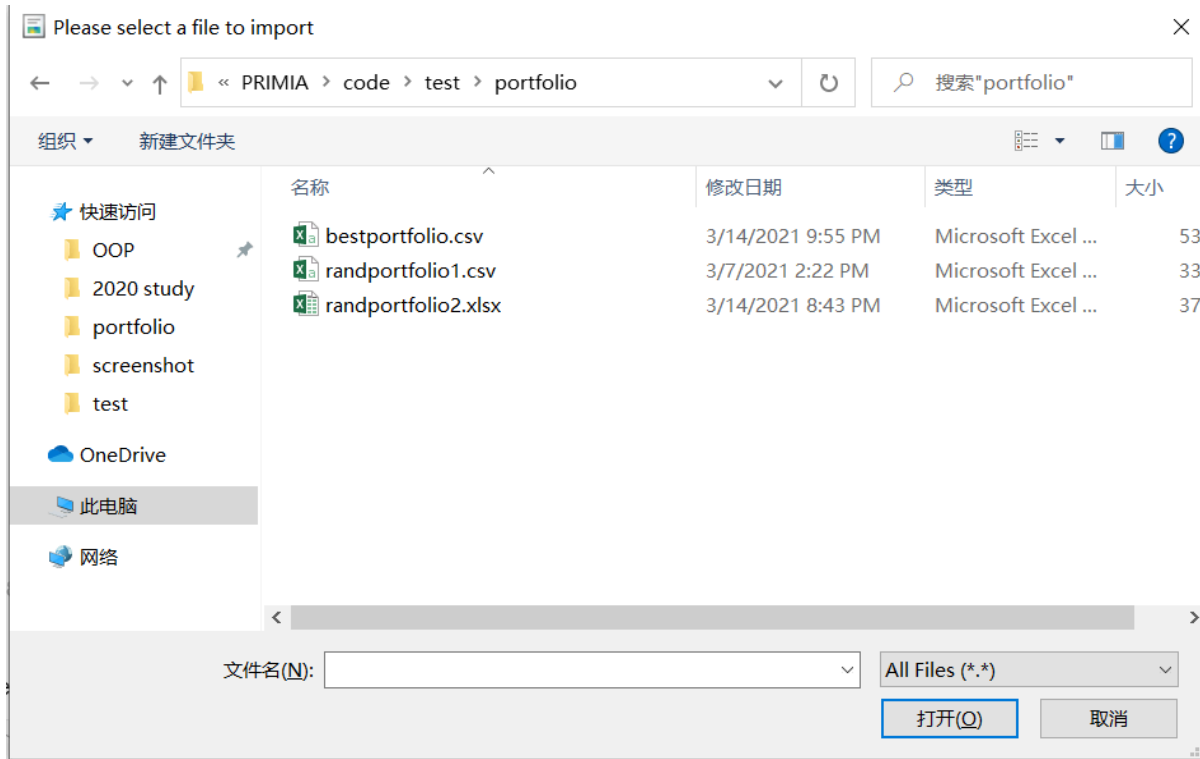 Please select a file to import
« PRIMIA > code > test > portfolio
搜索"portfolio"
组织
新建文件夹
名称
修改日期
类型
大小
快速访问
OOP
2020 study
portfolio
screenshot
test
OneDrive
此电脑
网络
bestportfolio.csv 3/14/2021 9:55 PM Microsoft Excel ... 53
randportfolio1.csv 3/7/2021 2:22 PM Microsoft Excel ... 33
randportfolio2.xlsx 3/14/2021 8:43 PM Microsoft Excel ... 37
文件名(N):
All Files (*.*)
打开(O)
取消